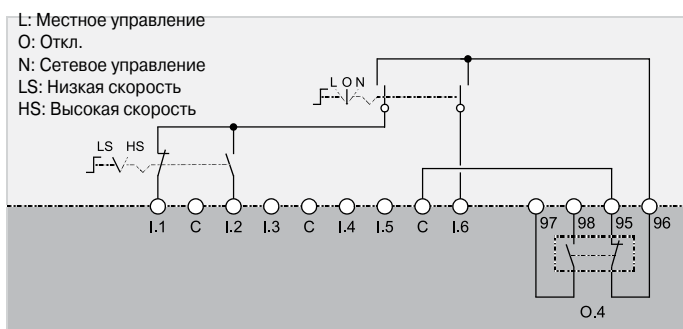 L: Местное управление
O: Откл.
N: Сетевое управление
LS: Низкая скорость
HS: Высокая скорость
L O N
LS HS
I.1 C I.2 I.3 C I.4 I.5 C I.6 97 98 95 96
O.4